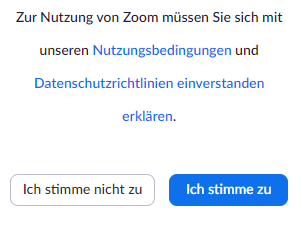 Zur Nutzung von Zoom müssen Sie sich mit
unseren Nutzungsbedingungen und
Datenschutzrichtlinien einverstanden
erklären.
Ich stimme nicht zu
Ich stimme zu